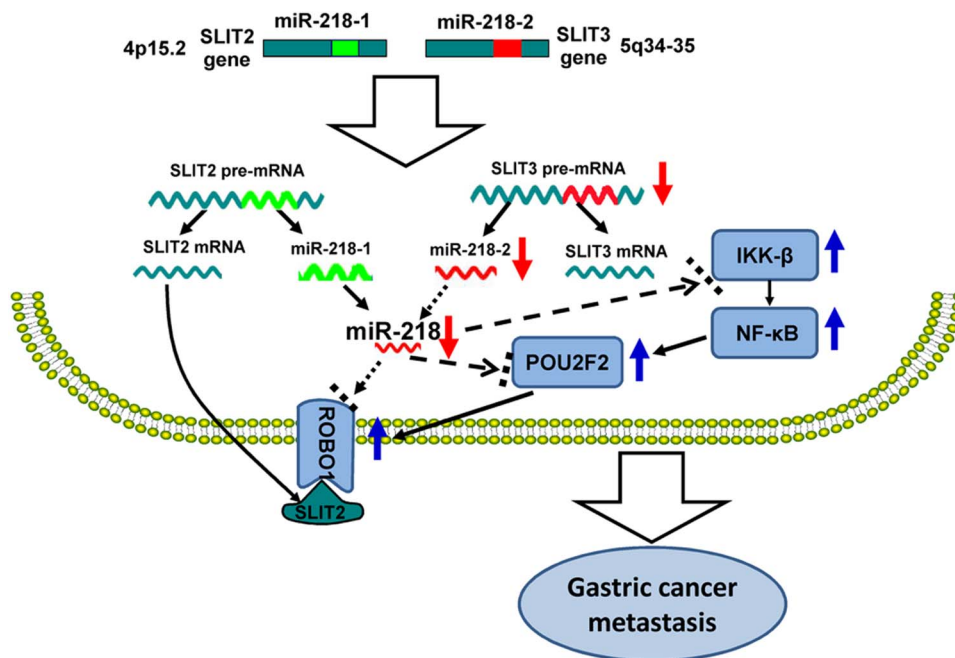 miR-218-1
miR-218-2
4p15.2
SLIT2
gene
SLIT3
gene
5q34-35
SLIT2 pre-mRNA
SLIT3 pre-mRNA
SLIT2 mRNA
miR-218-1
miR-218-2
SLIT3 mRNA
IKK-β
miR-218
NF-κB
POU2F2
ROBO1
SLIT2
Gastric cancer
metastasis